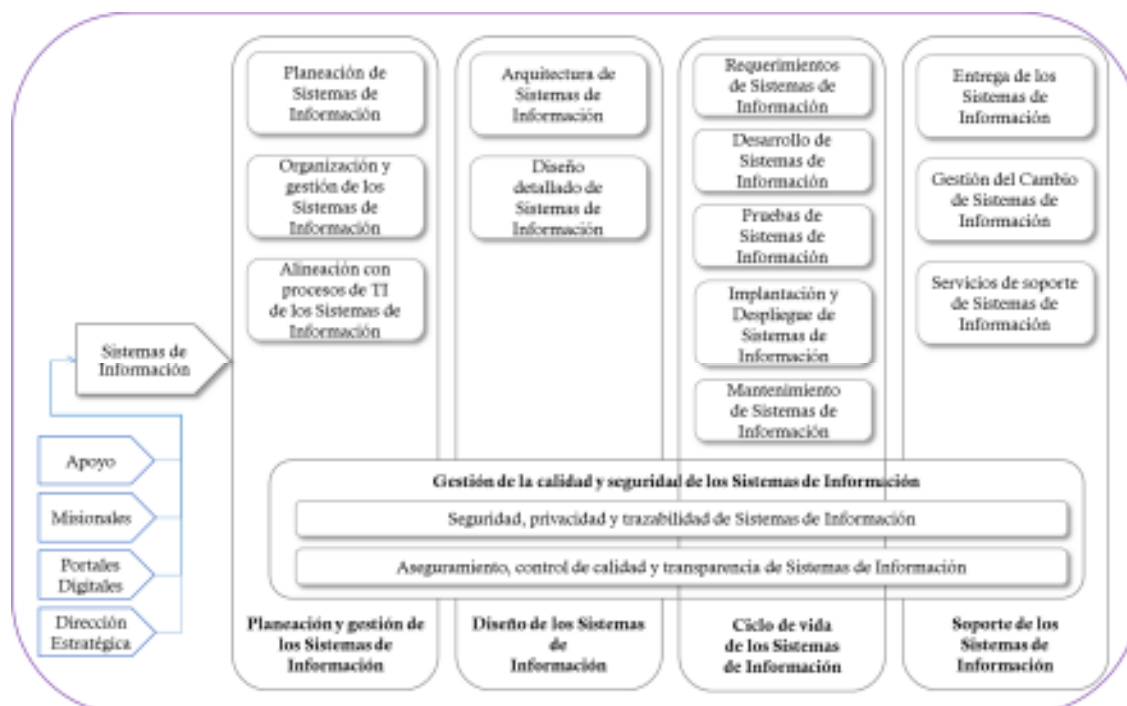 Planeación de
Sistemas de
Información
Organización y
gestión de los
Sistemas de
Información
Alineación con
procesos de TI
de los Sistemas de
Información
Arquitectura de
Sistemas de
Información
Diseño
detallado de
Sistemas de
Información
Requerimientos
de Sistemas de
Información
Desarrollo de
Sistemas de
Información
Pruebas de
Sistemas de
Información
Implantación y
Despliegue de
Sistemas de
Información
Mantenimiento
de Sistemas de
Información
Entrega de los
Sistemas de
Información
Gestión del Cambio
de Sistemas de
Información
Servicios de soporte
de Sistemas de
Información
Sistemas de
Información
Apoyo
Misionales
Portales
Digitales
Dirección
Estratégica
Gestión de la calidad y seguridad de los Sistemas de Información
Seguridad, privacidad y trazabilidad de Sistemas de Información
Aseguramiento, control de calidad y transparencia de Sistemas de Información
Planeación y gestión de
los Sistemas de
Información
Diseño de los Sistemas
de
Información
Ciclo de vida
de los Sistemas
de Información
Soporte de los
Sistemas de
Información